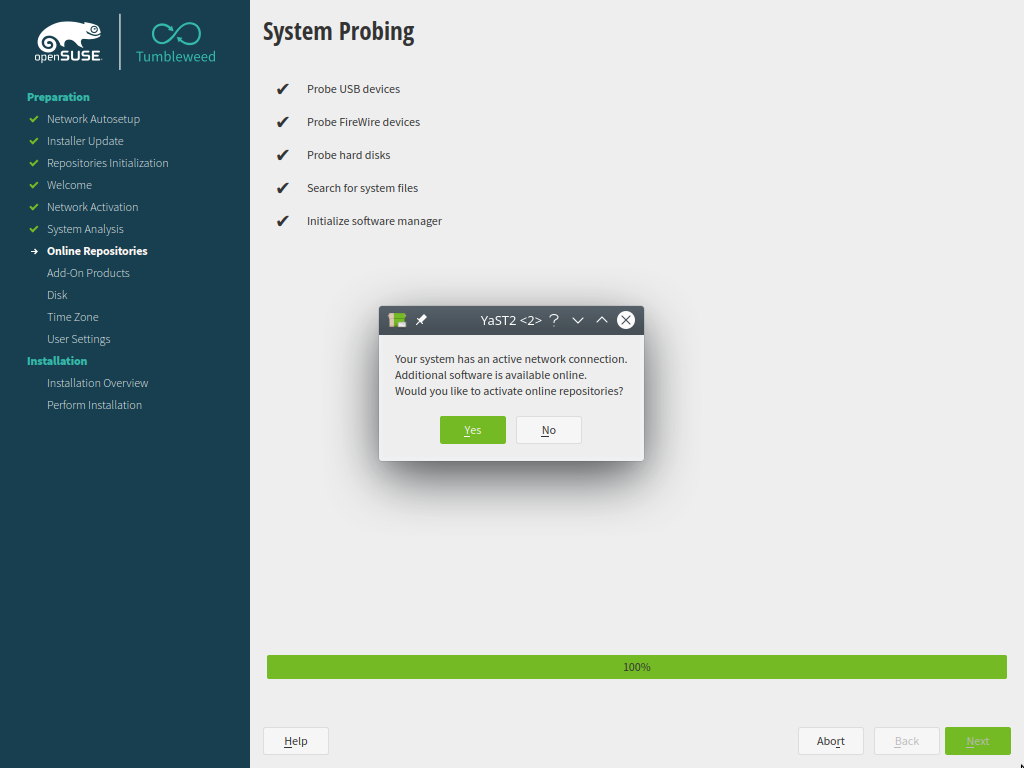 openSUSE
Tumbleweed
Preparation
Network Autosetup
Installer Update
Repositories Initialization
Welcome
Network Activation
System Analysis
Online Repositories
Add-On Products
Disk
Time Zone
User Settings
Installation
Installation Overview
Perform Installation
System Probing
Probe USB devices
Probe FireWire devices
Probe hard disks
Search for system files
Initialize software manager
YaST2 <2>
Your system has an active network connection.
Additional software is available online.
Would you like to activate online repositories?
Yes No
100%
Help Abort Back Next